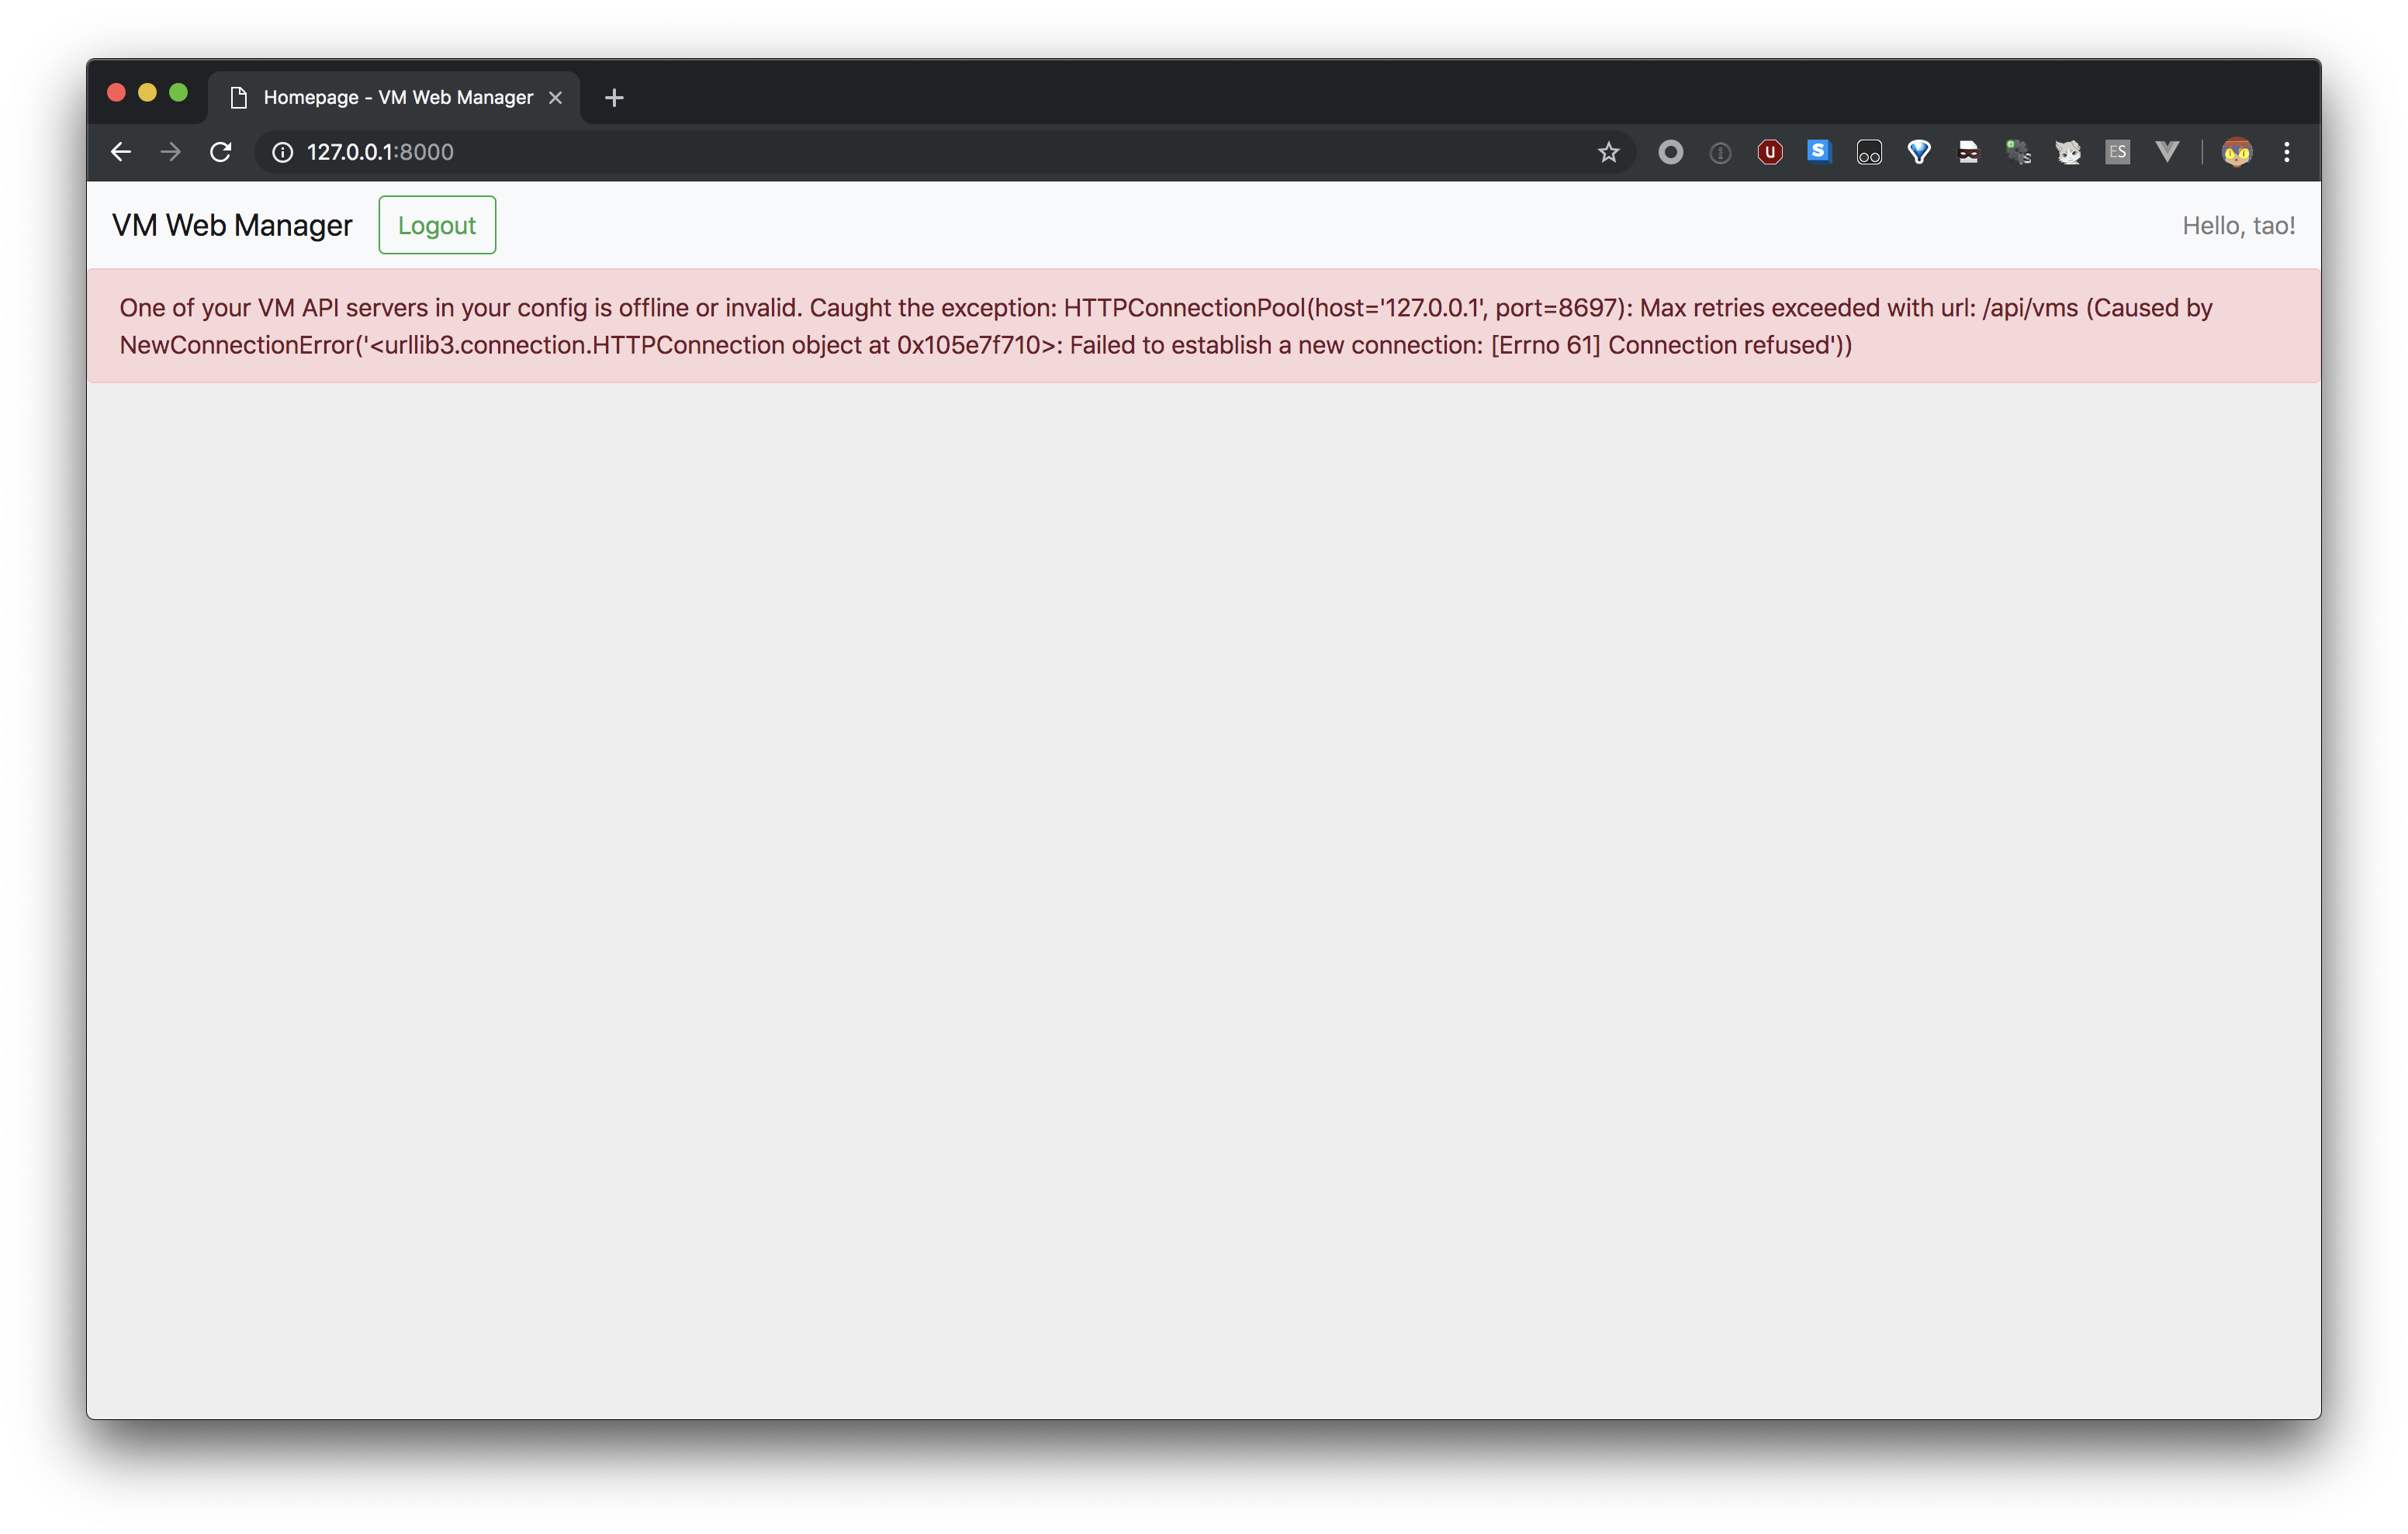 Homepage - VM Web Manager
127.0.0.1:8000
U
S
S
ES
VM Web Manager
Logout
Hello, tao!
One of your VM API servers in your config is offline or invalid. Caught the exception: HTTPConnectionPool(host='127.0.0.1', port=8697): Max retries exceeded with url: /api/vms (Caused by
NewConnectionError('<urllib3.connection.HTTPConnection object at 0x105e7f710>: Failed to establish a new connection: [Errno 61] Connection refused'))